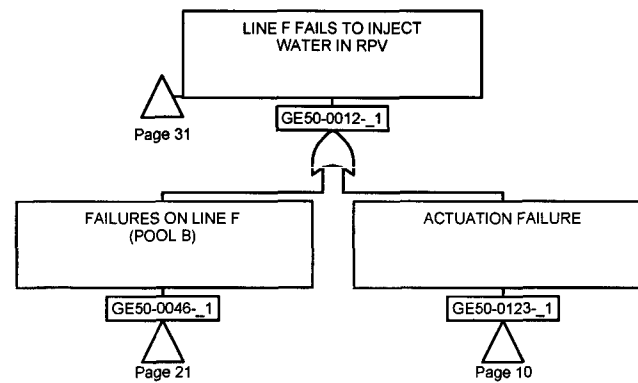 LINE F FAILS TO INJECT
WATER IN RPV
Page 31
GE50-0012-_1
FAILURES ON LINE F
(POOL B)
ACTUATION FAILURE
GE50-0046-_1
GE50-0123-_1
Page 21
Page 10